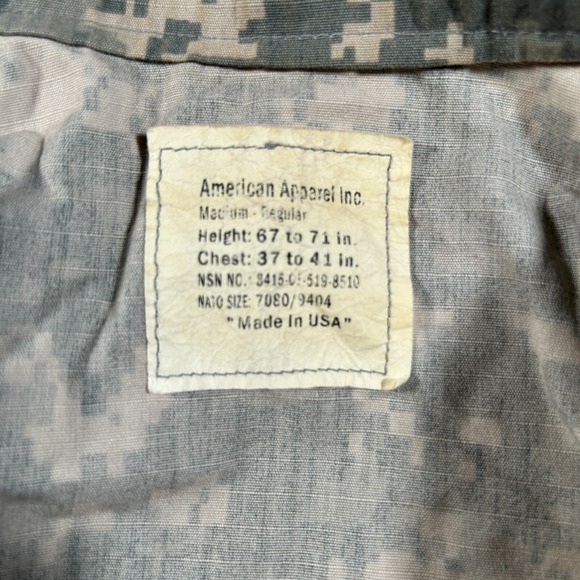 American Apparel Inc.
Medium - Regular
Height: 67 to 71 in.
Chest: 37 to 41 in.
NSN NO.: 8415-01-519-8510
NATO SIZE: 7080/9404
"Made in USA"